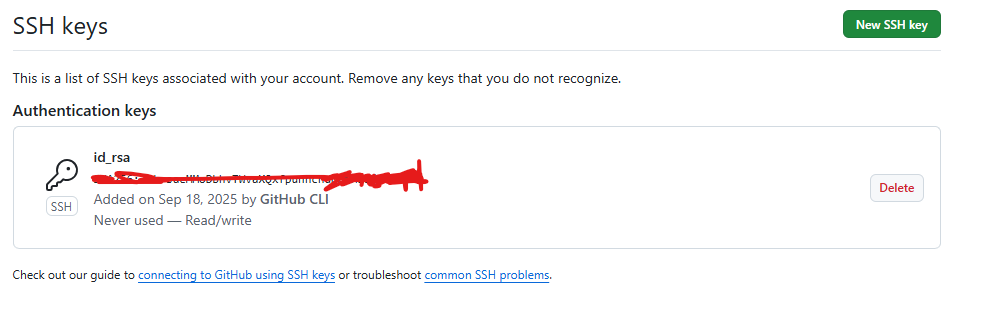 SSH keys
New SSH key
This is a list of SSH keys associated with your account. Remove any keys that you do not recognize.
Authentication keys
id_rsa
SSH
Added on Sep 18, 2025 by GitHub CLI
Never used — Read/write
Delete
Check out our guide to connecting to GitHub using SSH keys or troubleshoot common SSH problems.